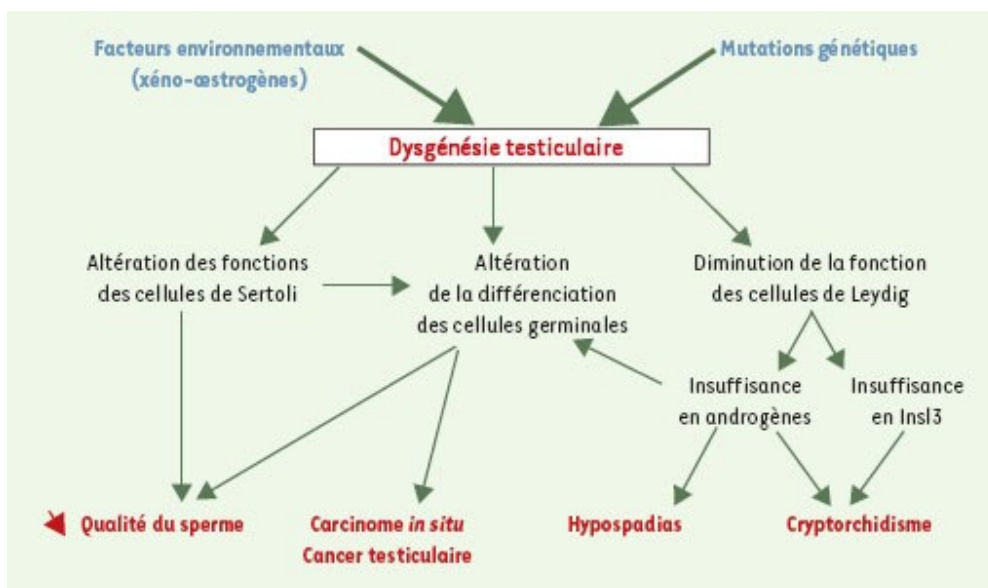 Facteurs environnementaux
(xéno-œstrogènes)
Mutations génétiques
Dysgénésie testiculaire
Altération des fonctions
des cellules de Sertoli
Altération
de la différenciation
des cellules germinales
Diminution de la fonction
des cellules de Leydig
Insuffisance
en androgènes
Insuffisance
en Insl3
Qualité du sperme
Carcinome in situ
Cancer testiculaire
Hypospadias
Cryptorchidisme